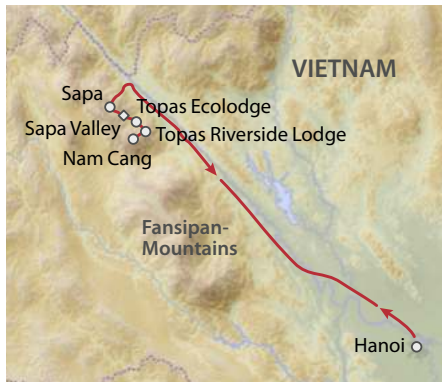 VIETNAM
Sapa
Topas Ecolodge
Sapa Valley
Topas Riverside Lodge
Nam Cang
Fansipan-
Mountains
Hanoi